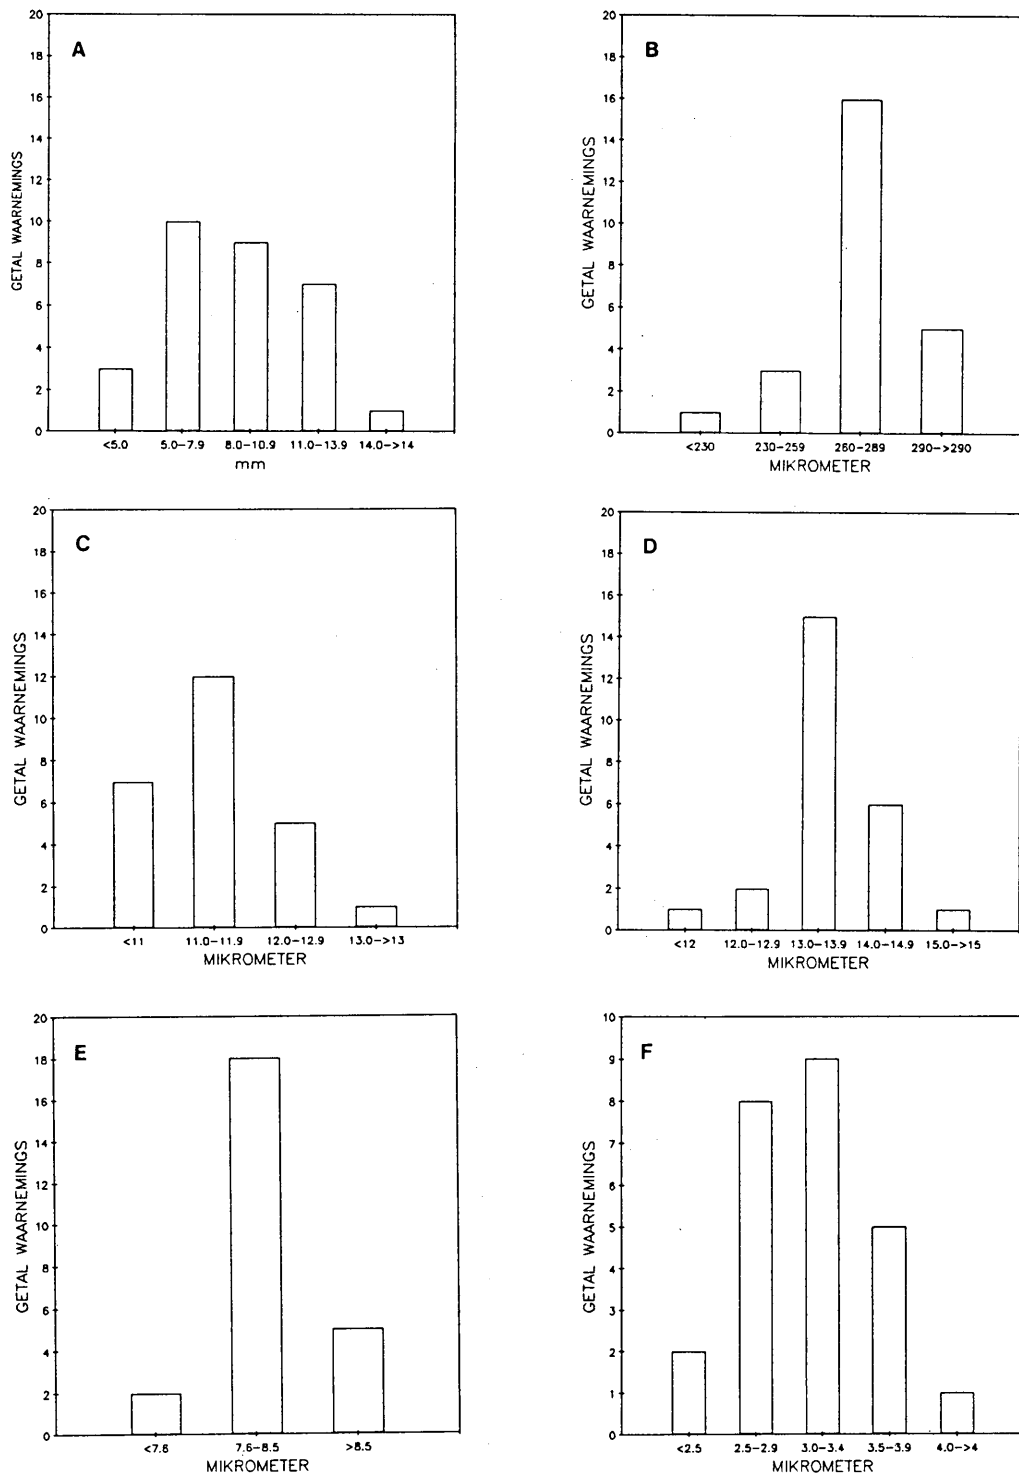 A
GETAL WAARNEMINGS
20
18
16
14
12
10
8
6
4
2
0
<5.0 5.0-7.9 8.0-10.9 11.0-13.9 14.0->14
mm
B
GETAL WAARNEMINGS
20
18
16
14
12
10
8
6
4
2
0
<230 230-259 260-289 290->290
MIKROMETER
C
GETAL WAARNEMINGS
20
18
16
14
12
10
8
6
4
2
0
<11 11.0-11.9 12.0-12.9 13.0->13
MIKROMETER
D
GETAL WAARNEMINGS
20
18
16
14
12
10
8
6
4
2
0
<12 12.0-12.9 13.0-13.9 14.0-14.9 15.0->15
MIKROMETER
E
GETAL WAARNEMINGS
20
18
16
14
12
10
8
6
4
2
0
<7.6 7.6-8.5 >8.5
MIKROMETER
F
GETAL WAARNEMINGS
10
9
8
7
6
5
4
3
2
1
0
<2.5 2.5-2.9 3.0-3.4 3.5-3.9 4.0->4
MIKROMETER